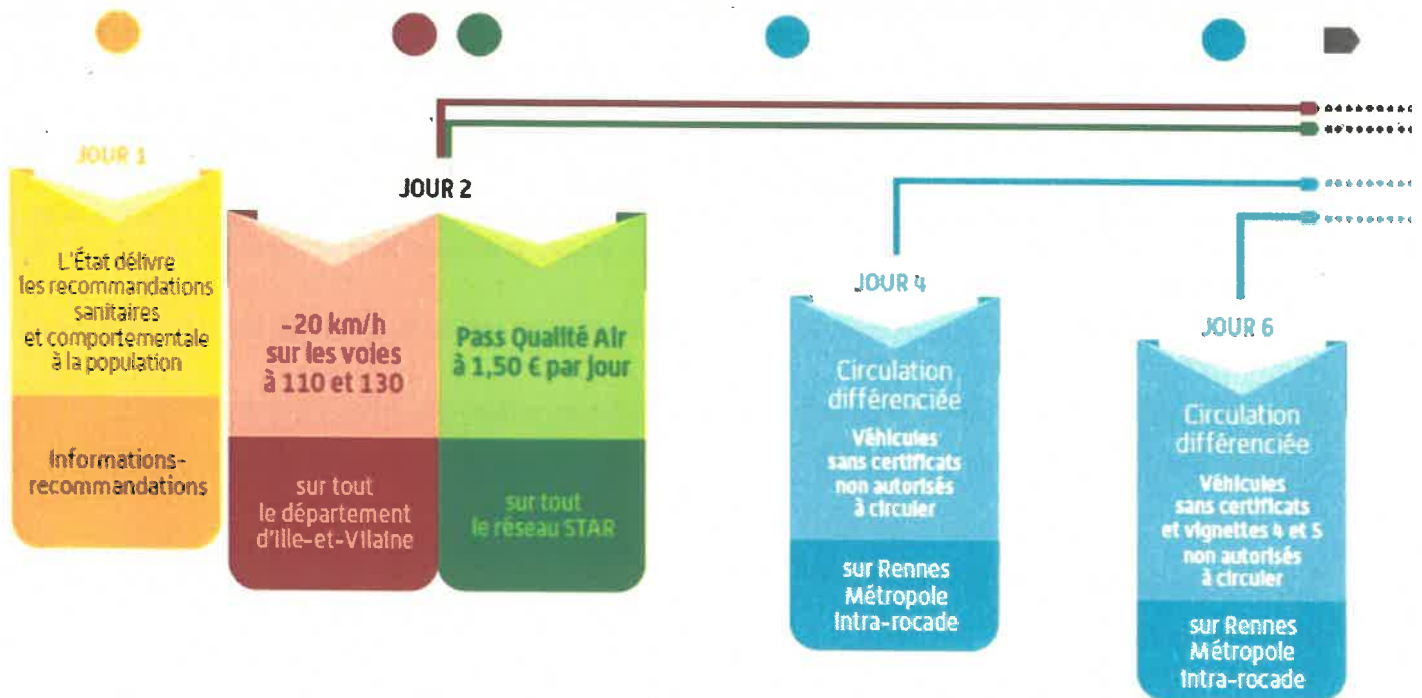 JOUR 1
L'État délivre
les recommandations
sanitaires
et comportementale
à la population
Informations-
recommandations
JOUR 2
-20 km/h
sur les voies
à 110 et 130
sur tout
le département
d'Ille-et-Vilaine
Pass Qualité Air
à 1,50 € par jour
sur tout
le réseau STAR
JOUR 4
Circulation
différenciée
Véhicules
sans certificats
non autorisés
à circuler
sur Rennes
Métropole
Intra-rocade
JOUR 6
Circulation
différenciée
Véhicules
sans certificats
et vignettes 4 et 5
non autorisés
à circuler
sur Rennes
Métropole
Intra-rocade